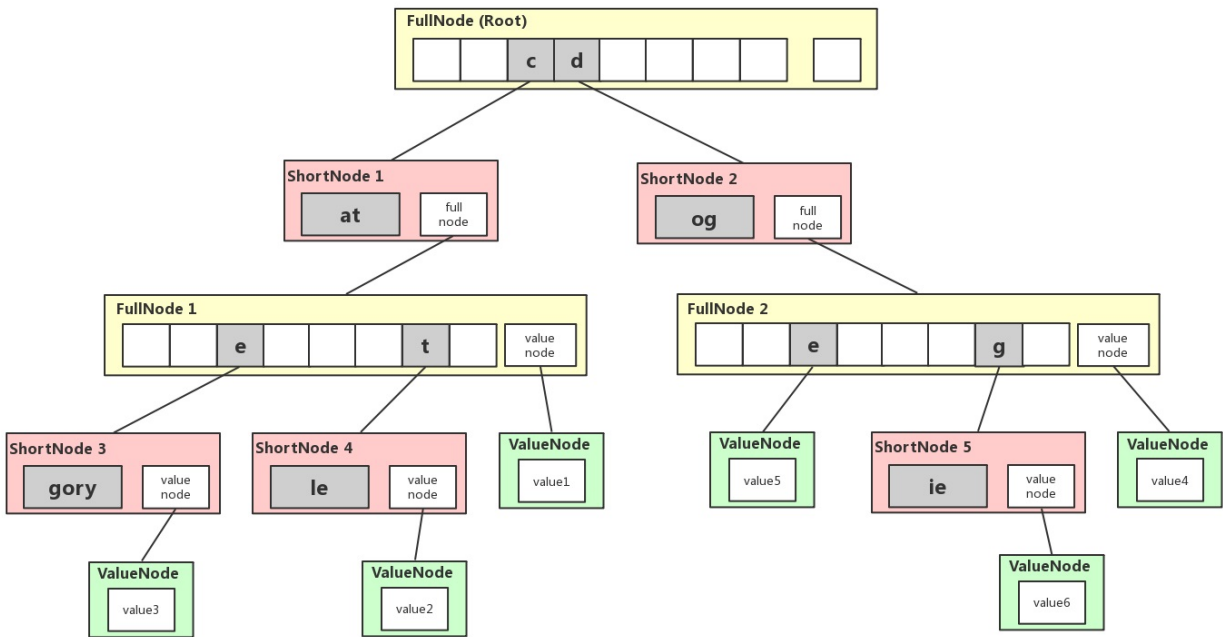 FullNode (Root)
c d
ShortNode 1
at
full
node
ShortNode 2
og
full
node
FullNode 1
e t
value
node
FullNode 2
e g
value
node
ShortNode 3
gory
value
node
ShortNode 4
le
value
node
ValueNode
value1
ValueNode
value5
ShortNode 5
ie
value
node
ValueNode
value4
ValueNode
value3
ValueNode
value2
ValueNode
value6